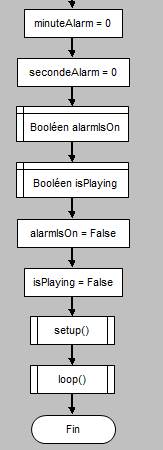 minuteAlarm = 0
secondeAlarm = 0
Booléen alarmIsOn
Booléen isPlaying
alarmIsOn = False
isPlaying = False
setup()
loop()
Fin